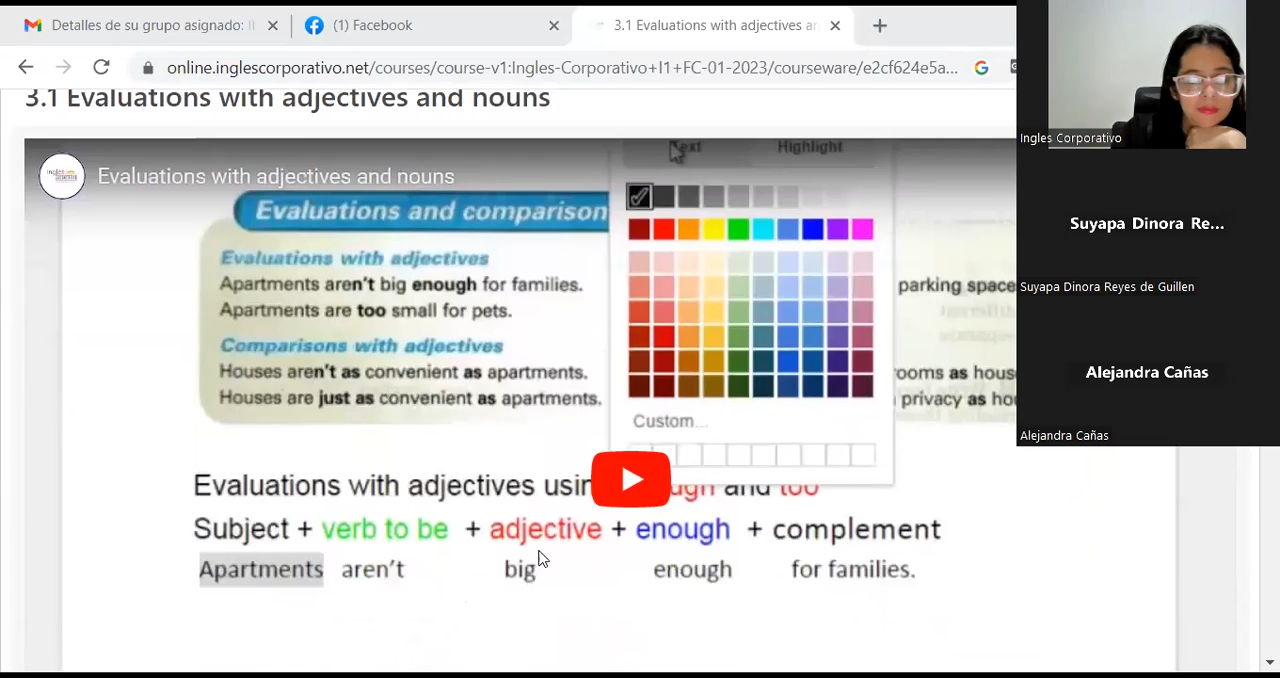 Detalles de su grupo asignado: I
(1) Facebook
3.1 Evaluations with adjectives ar
online.inglescorporativo.net/courses/course-v1:Ingles-Corporativo+I1+FC-01-2023/courseware/e2cf624e5a...
3.1 Evaluations with adjectives and nouns
Evaluations with adjectives and nouns
Text Highlight
Evaluations and comparison
Evaluations with adjectives
Apartments aren't big enough for families.
parking space
Apartments are too small for pets.
Comparisons with adjectives
Houses aren't as convenient as apartments.
ooms as hous
Houses are just as convenient as apartments.
privacy as hou
Custom...
Evaluations with adjectives using enough and too
Subject + verb to be + adjective + enough + complement
Apartments aren't big enough for families.
Ingles Corporativo
Suyapa Dinora Re...
Suyapa Dinora Reyes de Guillen
Alejandra Cañas
Alejandra Cañas